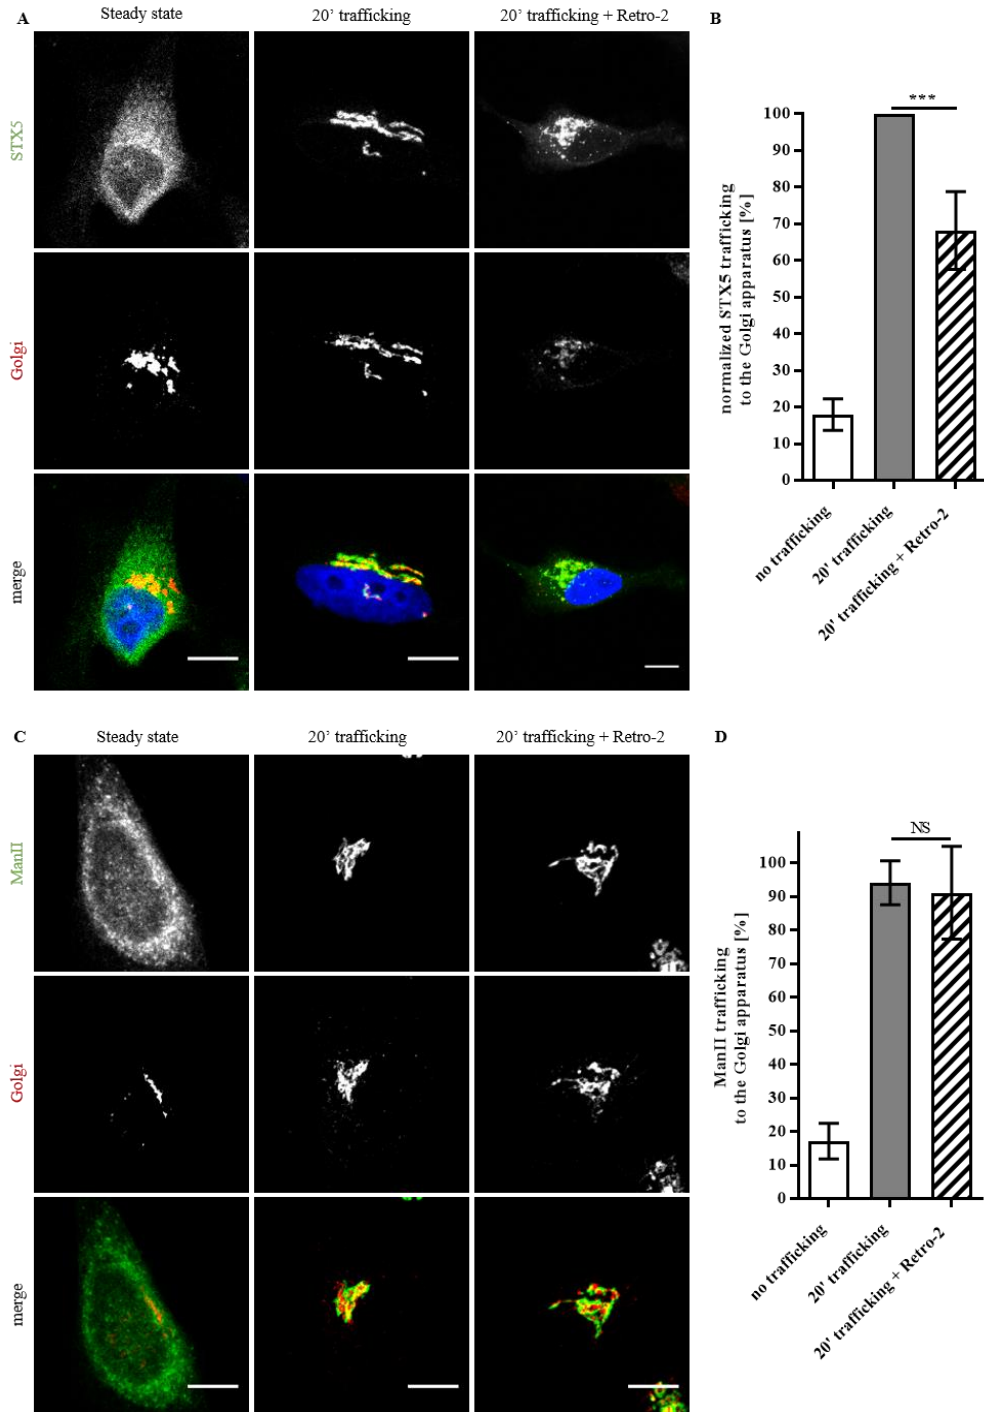 A
Steady state
20' trafficking
20' trafficking + Retro-2
STX5
Golgi
merge
B
normalized STX5 trafficking
to the Golgi apparatus [%]
100
90
80
70
60
50
40
30
20
10
0
***
no trafficking
20' trafficking
20' trafficking + Retro-2
C
Steady state
20' trafficking
20' trafficking + Retro-2
ManII
Golgi
merge
D
ManII trafficking
to the Golgi apparatus [%]
100
90
80
70
60
50
40
30
20
10
0
NS
no trafficking
20' trafficking
20' trafficking + Retro-2